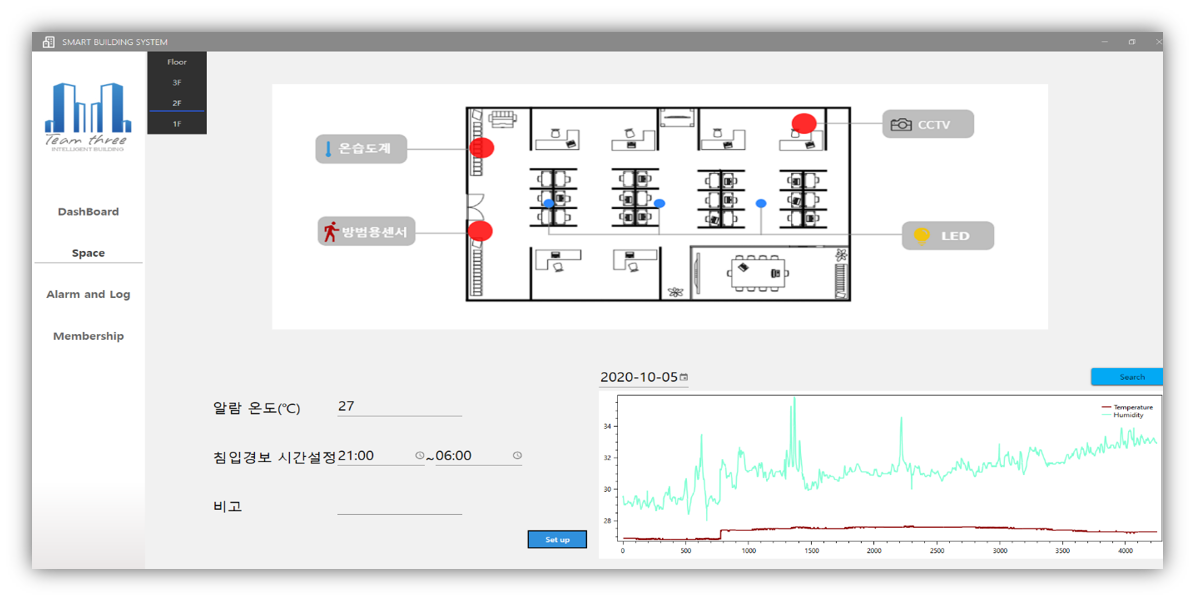 SMART BUILDING SYSTEM
Floor
3F
2F
1F
Team three
INTELLIGENT BUILDING
DashBoard
Space
Alarm and Log
Membership
온습도계
CCTV
방범용센서
LED
알람 온도(℃)
27
침입경보 시간설정
21:00
~
06:00
비고
Set up
2020-10-05
Search
Temperature
Humidity
34
32
30
28
0
500
1000
1500
2000
2500
3000
3500
4000